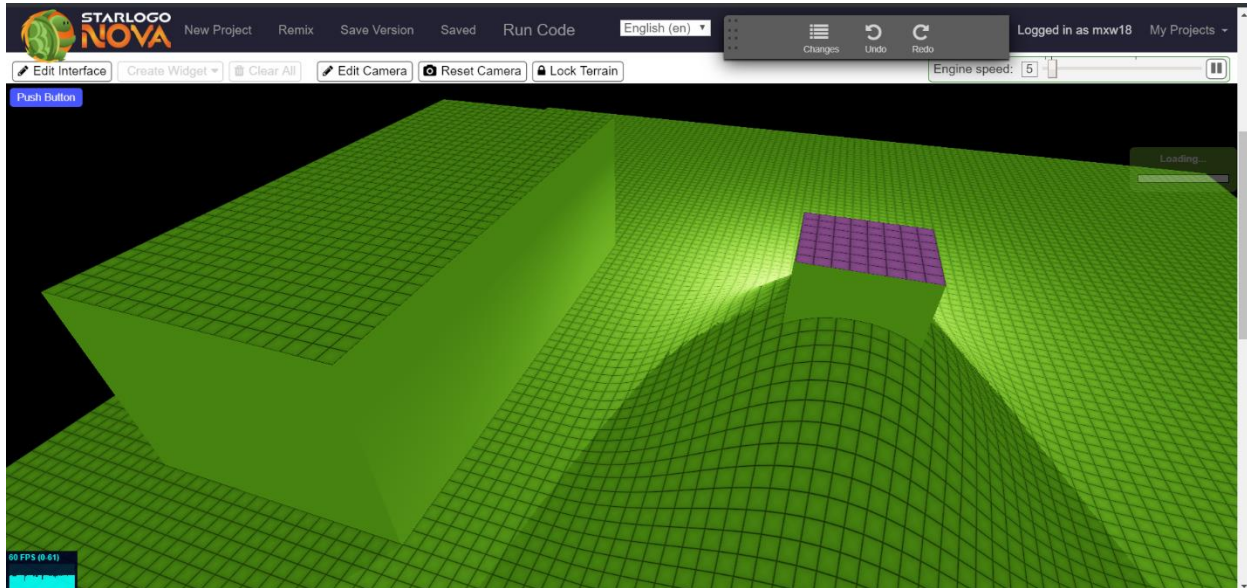 STARLOGO
NOVA
New Project Remix Save Version Saved Run Code English (en) Logged in as mxw18 My Projects
Changes Undo Redo
Edit Interface Create Widget Clear All Edit Camera Reset Camera Lock Terrain Engine speed: 5
Push Button
Loading...
60 FPS (0-61)